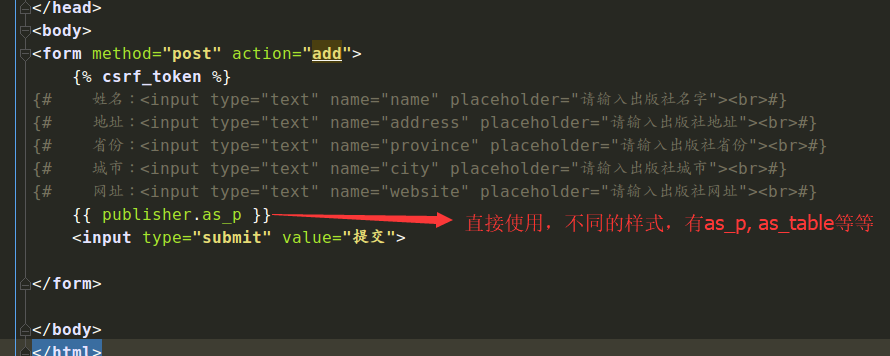 </head>
<body>
<form method="post" action="add">
{% csrf_token %}
{# 姓名：<input type="text" name="name" placeholder="请输入出版社名字"><br>#}
{# 地址：<input type="text" name="address" placeholder="请输入出版社地址"><br>#}
{# 省份：<input type="text" name="province" placeholder="请输入出版社省份"><br>#}
{# 城市：<input type="text" name="city" placeholder="请输入出版社城市"><br>#}
{# 网址：<input type="text" name="website" placeholder="请输入出版社网址"><br>#}
{{ publisher.as_p }}
直接使用，不同的样式，有as_p, as_table等等
<input type="submit" value="提交">
</form>
</body>
</html>